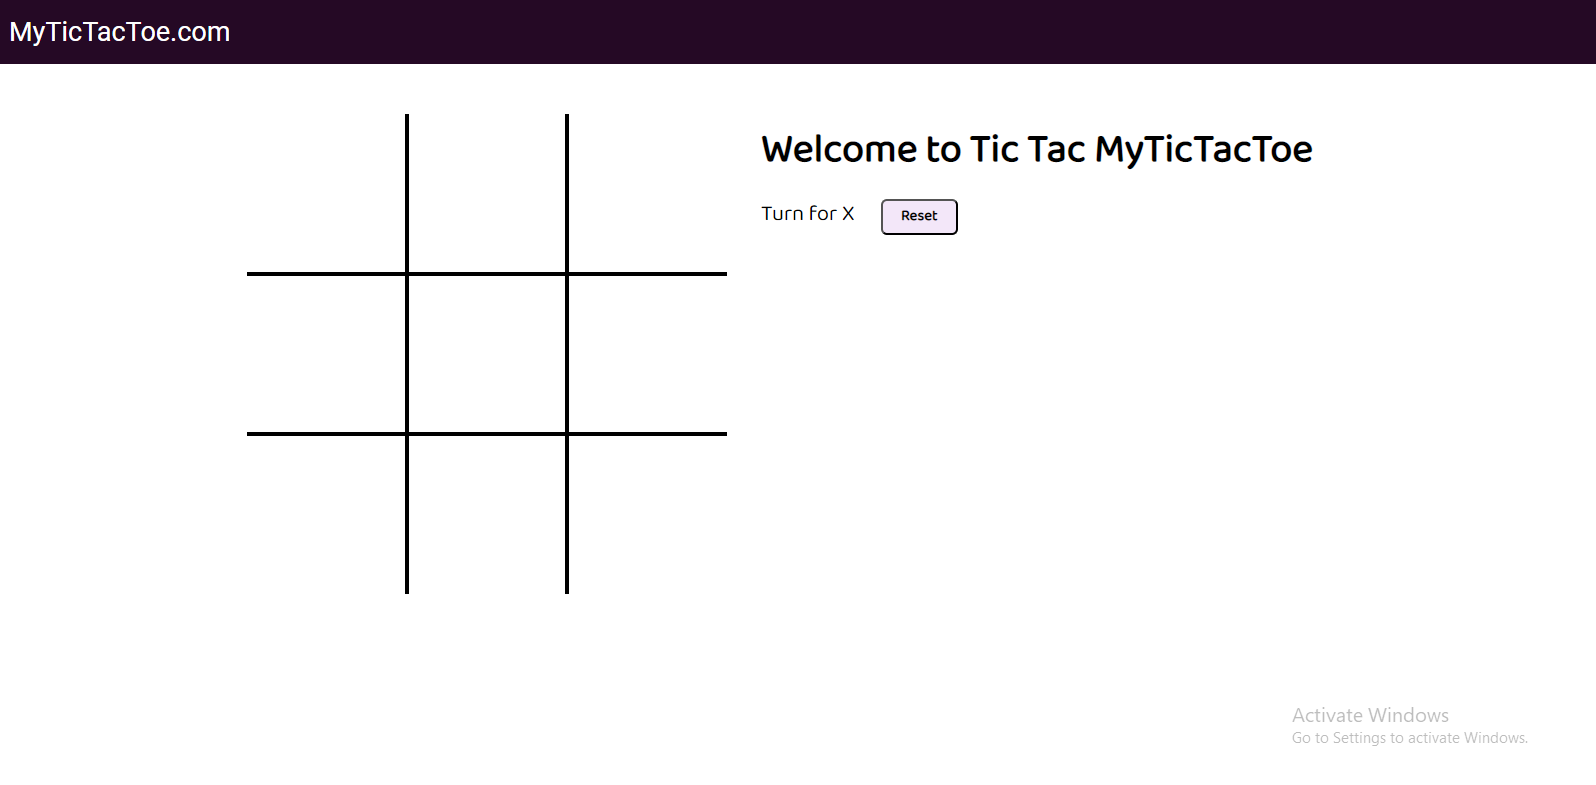 MyTicTacToe.com
Welcome to Tic Tac MyTicTacToe
Turn for X
Reset
Activate Windows
Go to Settings to activate Windows.